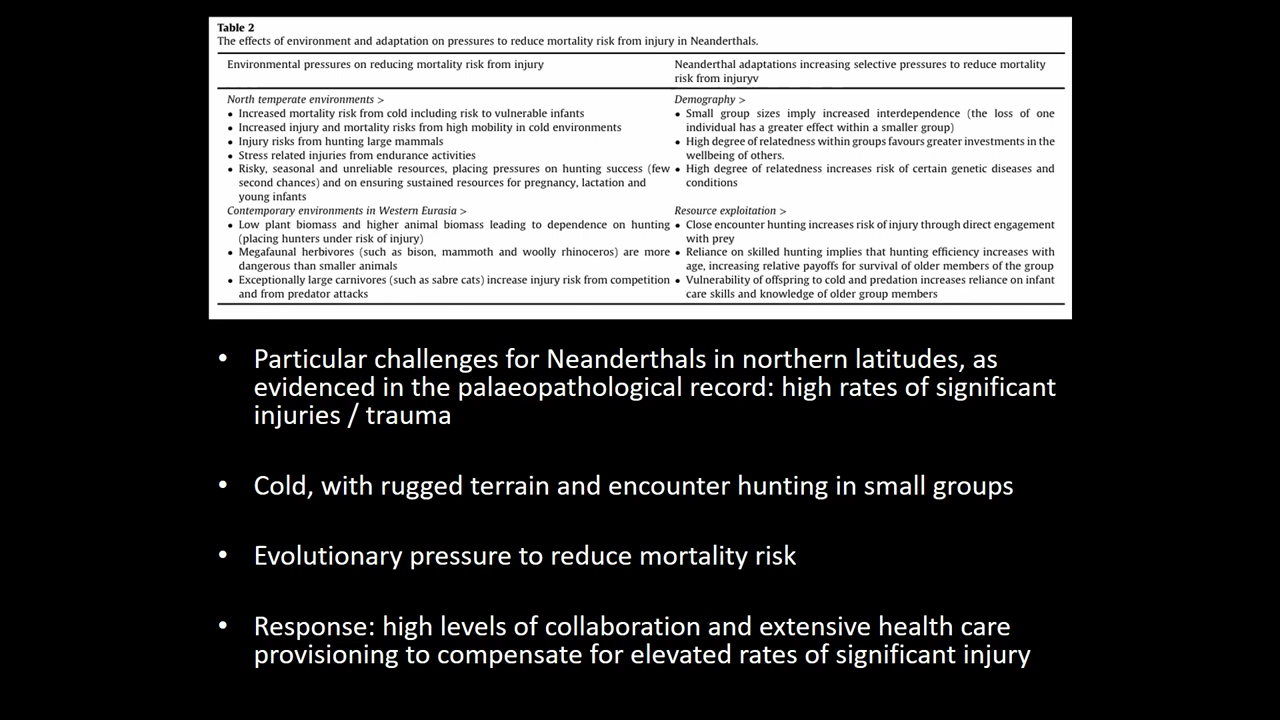 Table 2
The effects of environment and adaptation on pressures to reduce mortality risk from injury in Neanderthals.
Environmental pressures on reducing mortality risk from injury
Neanderthal adaptations increasing selective pressures to reduce mortality
risk from injuryv
North temperate environments >
• Increased mortality risk from cold including risk to vulnerable infants
• Increased injury and mortality risks from high mobility in cold environments
• Injury risks from hunting large mammals
• Stress related injuries from endurance activities
• Risky, seasonal and unreliable resources, placing pressures on hunting success (few
second chances) and on ensuring sustained resources for pregnancy, lactation and
young infants
Demography >
• Small group sizes imply increased interdependence (the loss of one
individual has a greater effect within a smaller group)
• High degree of relatedness within groups favours greater investments in the
wellbeing of others.
• High degree of relatedness increases risk of certain genetic diseases and
conditions
Contemporary environments in Western Eurasia >
• Low plant biomass and higher animal biomass leading to dependence on hunting
(placing hunters under risk of injury)
• Megafaunal herbivores (such as bison, mammoth and woolly rhinoceros) are more
dangerous than smaller animals
• Exceptionally large carnivores (such as sabre cats) increase injury risk from competition
and from predator attacks
Resource exploitation >
• Close encounter hunting increases risk of injury through direct engagement
with prey
• Reliance on skilled hunting implies that hunting efficiency increases with
age, increasing relative payoffs for survival of older members of the group
• Vulnerability of offspring to cold and predation increases reliance on infant
care skills and knowledge of older group members
• Particular challenges for Neanderthals in northern latitudes, as
evidenced in the palaeopathological record: high rates of significant
injuries / trauma
• Cold, with rugged terrain and encounter hunting in small groups
• Evolutionary pressure to reduce mortality risk
• Response: high levels of collaboration and extensive health care
provisioning to compensate for elevated rates of significant injury